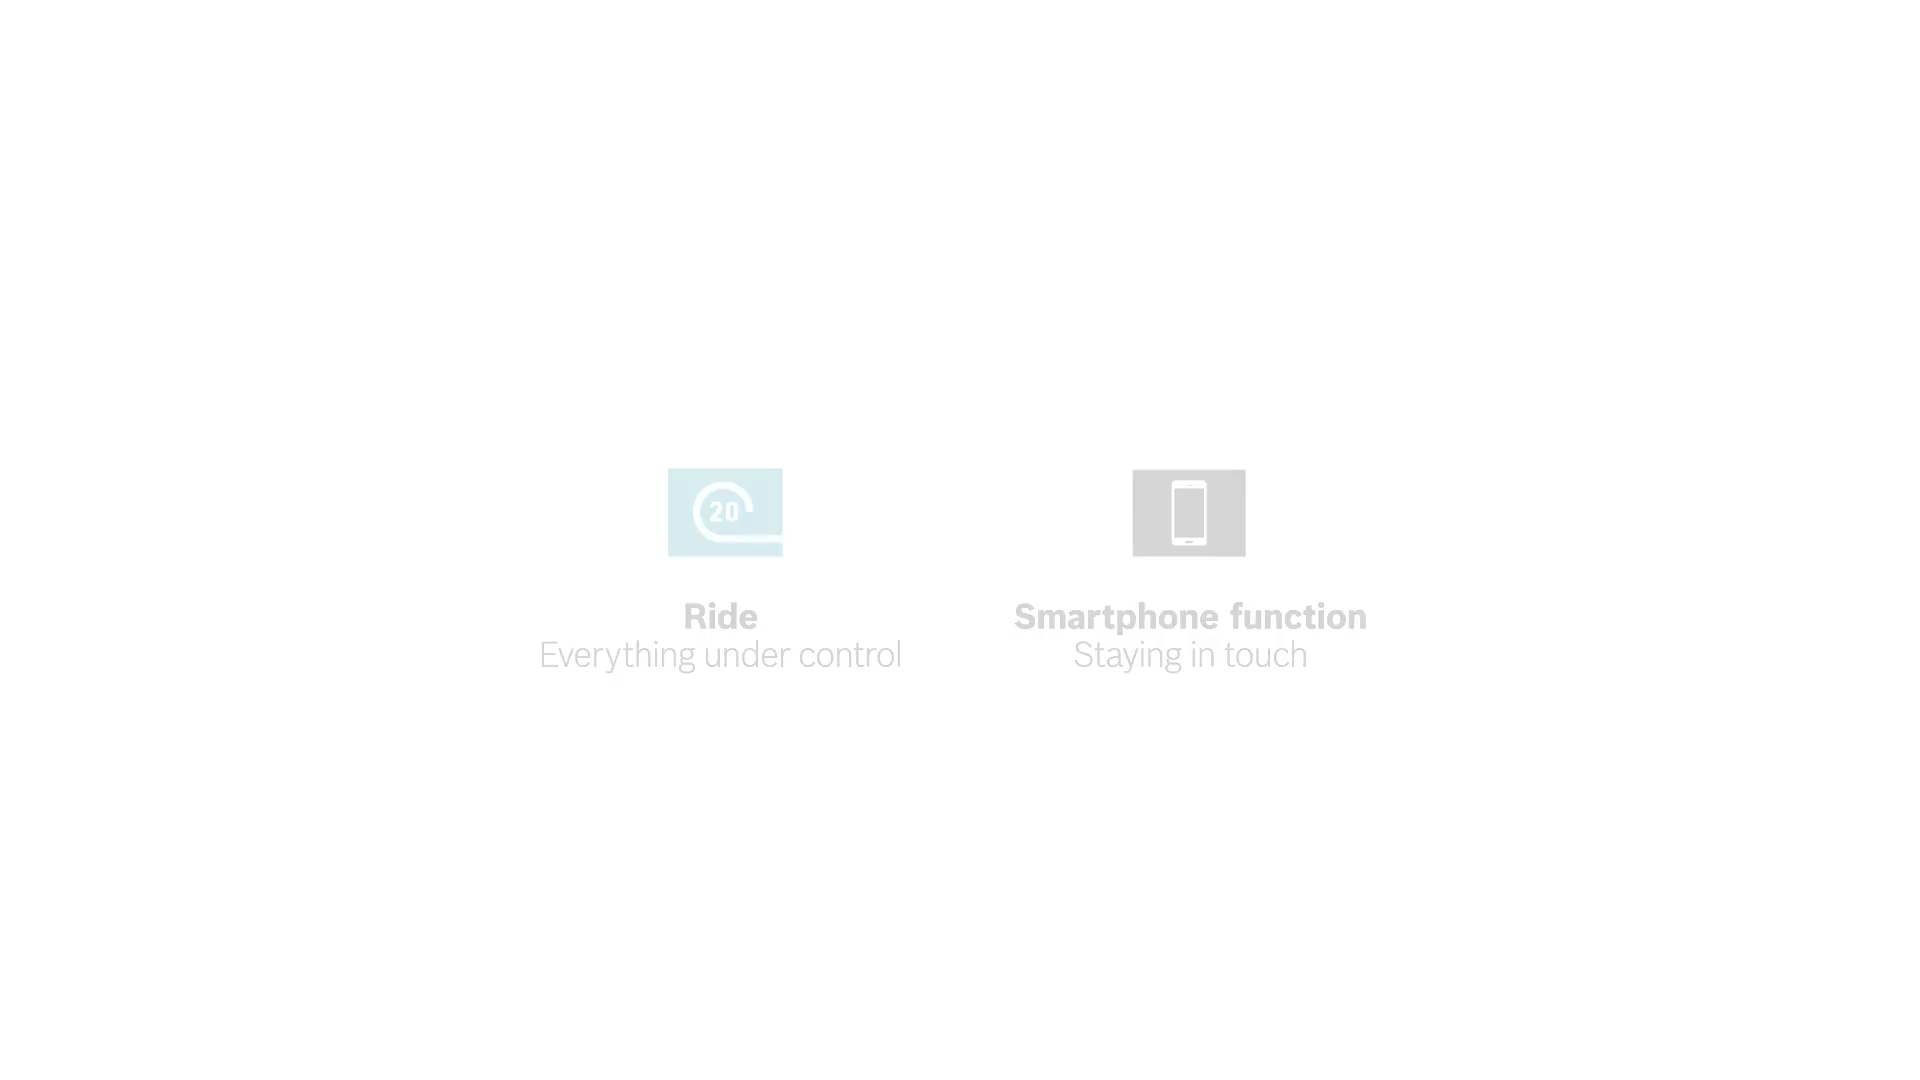 20
Ride
Everything under control
Smartphone function
Staying in touch